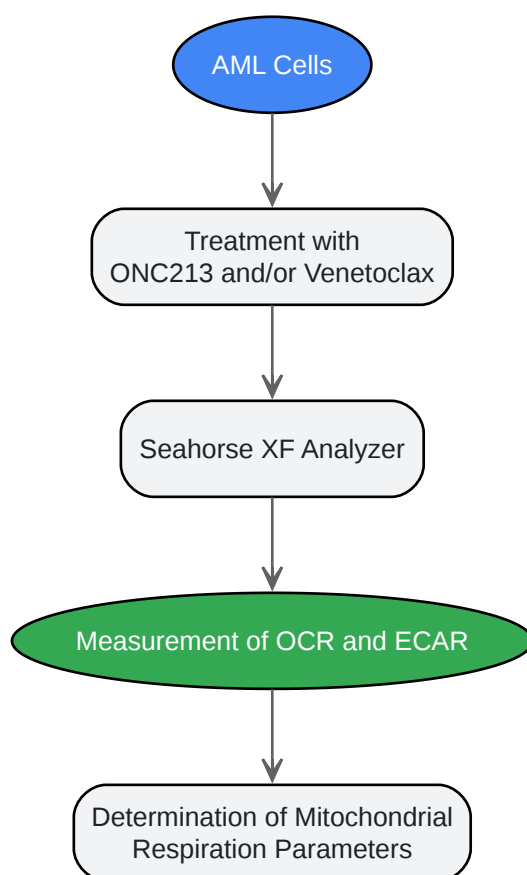 AML Cells
Treatment with
ONC213 and/or Venetoclax
Seahorse XF Analyzer
Measurement of OCR and ECAR
Determination of Mitochondrial
Respiration Parameters